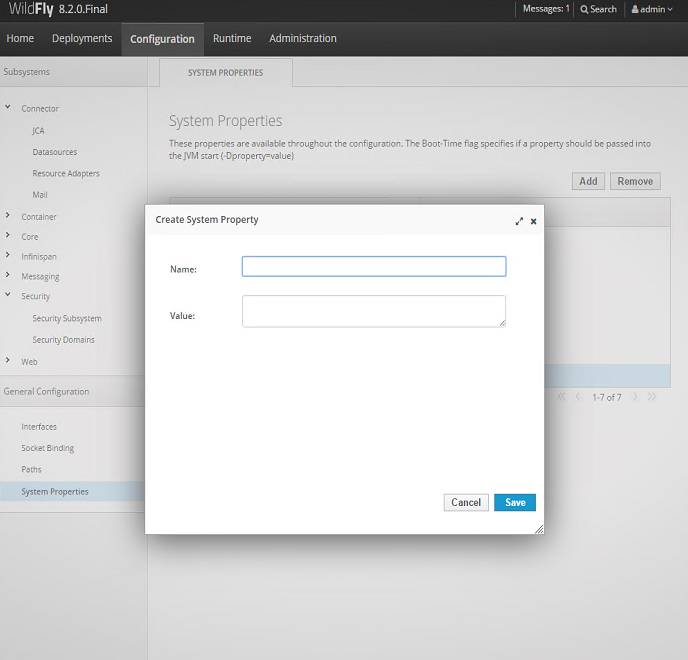 WildFly 8.2.0.Final
Messages: 1
Search
admin
Home
Deployments
Configuration
Runtime
Administration
Subsystems
Connector
JCA
Datasources
Resource Adapters
Mail
Container
Core
Infinispan
Messaging
Security
Security Subsystem
Security Domains
Web
General Configuration
Interfaces
Socket Binding
Paths
System Properties
SYSTEM PROPERTIES
System Properties
These properties are available throughout the configuration. The Boot-Time flag specifies if a property should be passed into
the JVM start (-Dproperty=value)
Add
Remove
Create System Property
Name:
Value:
Cancel
Save
1-7 of 7